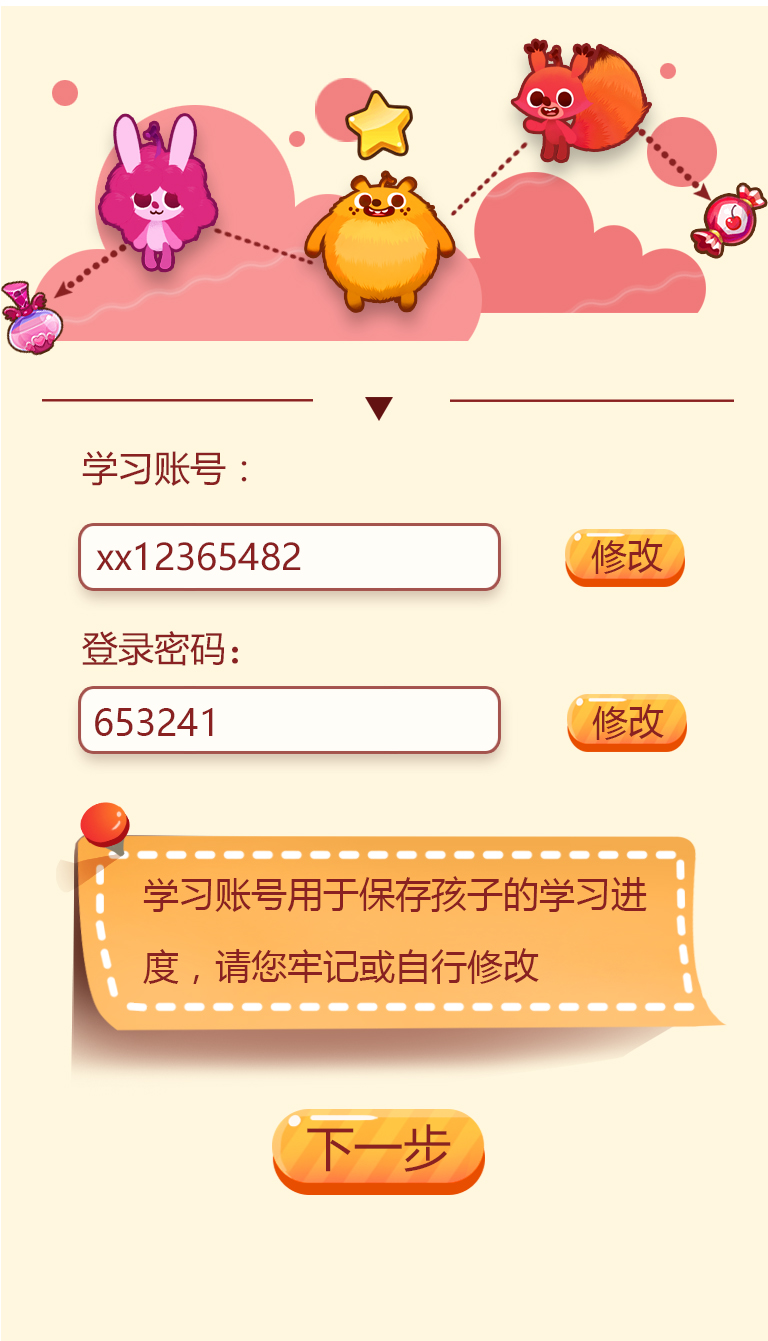 学习账号：
xx12365482
修改
登录密码：
653241
修改
学习账号用于保存孩子的学习进
度，请您牢记或自行修改
下一步